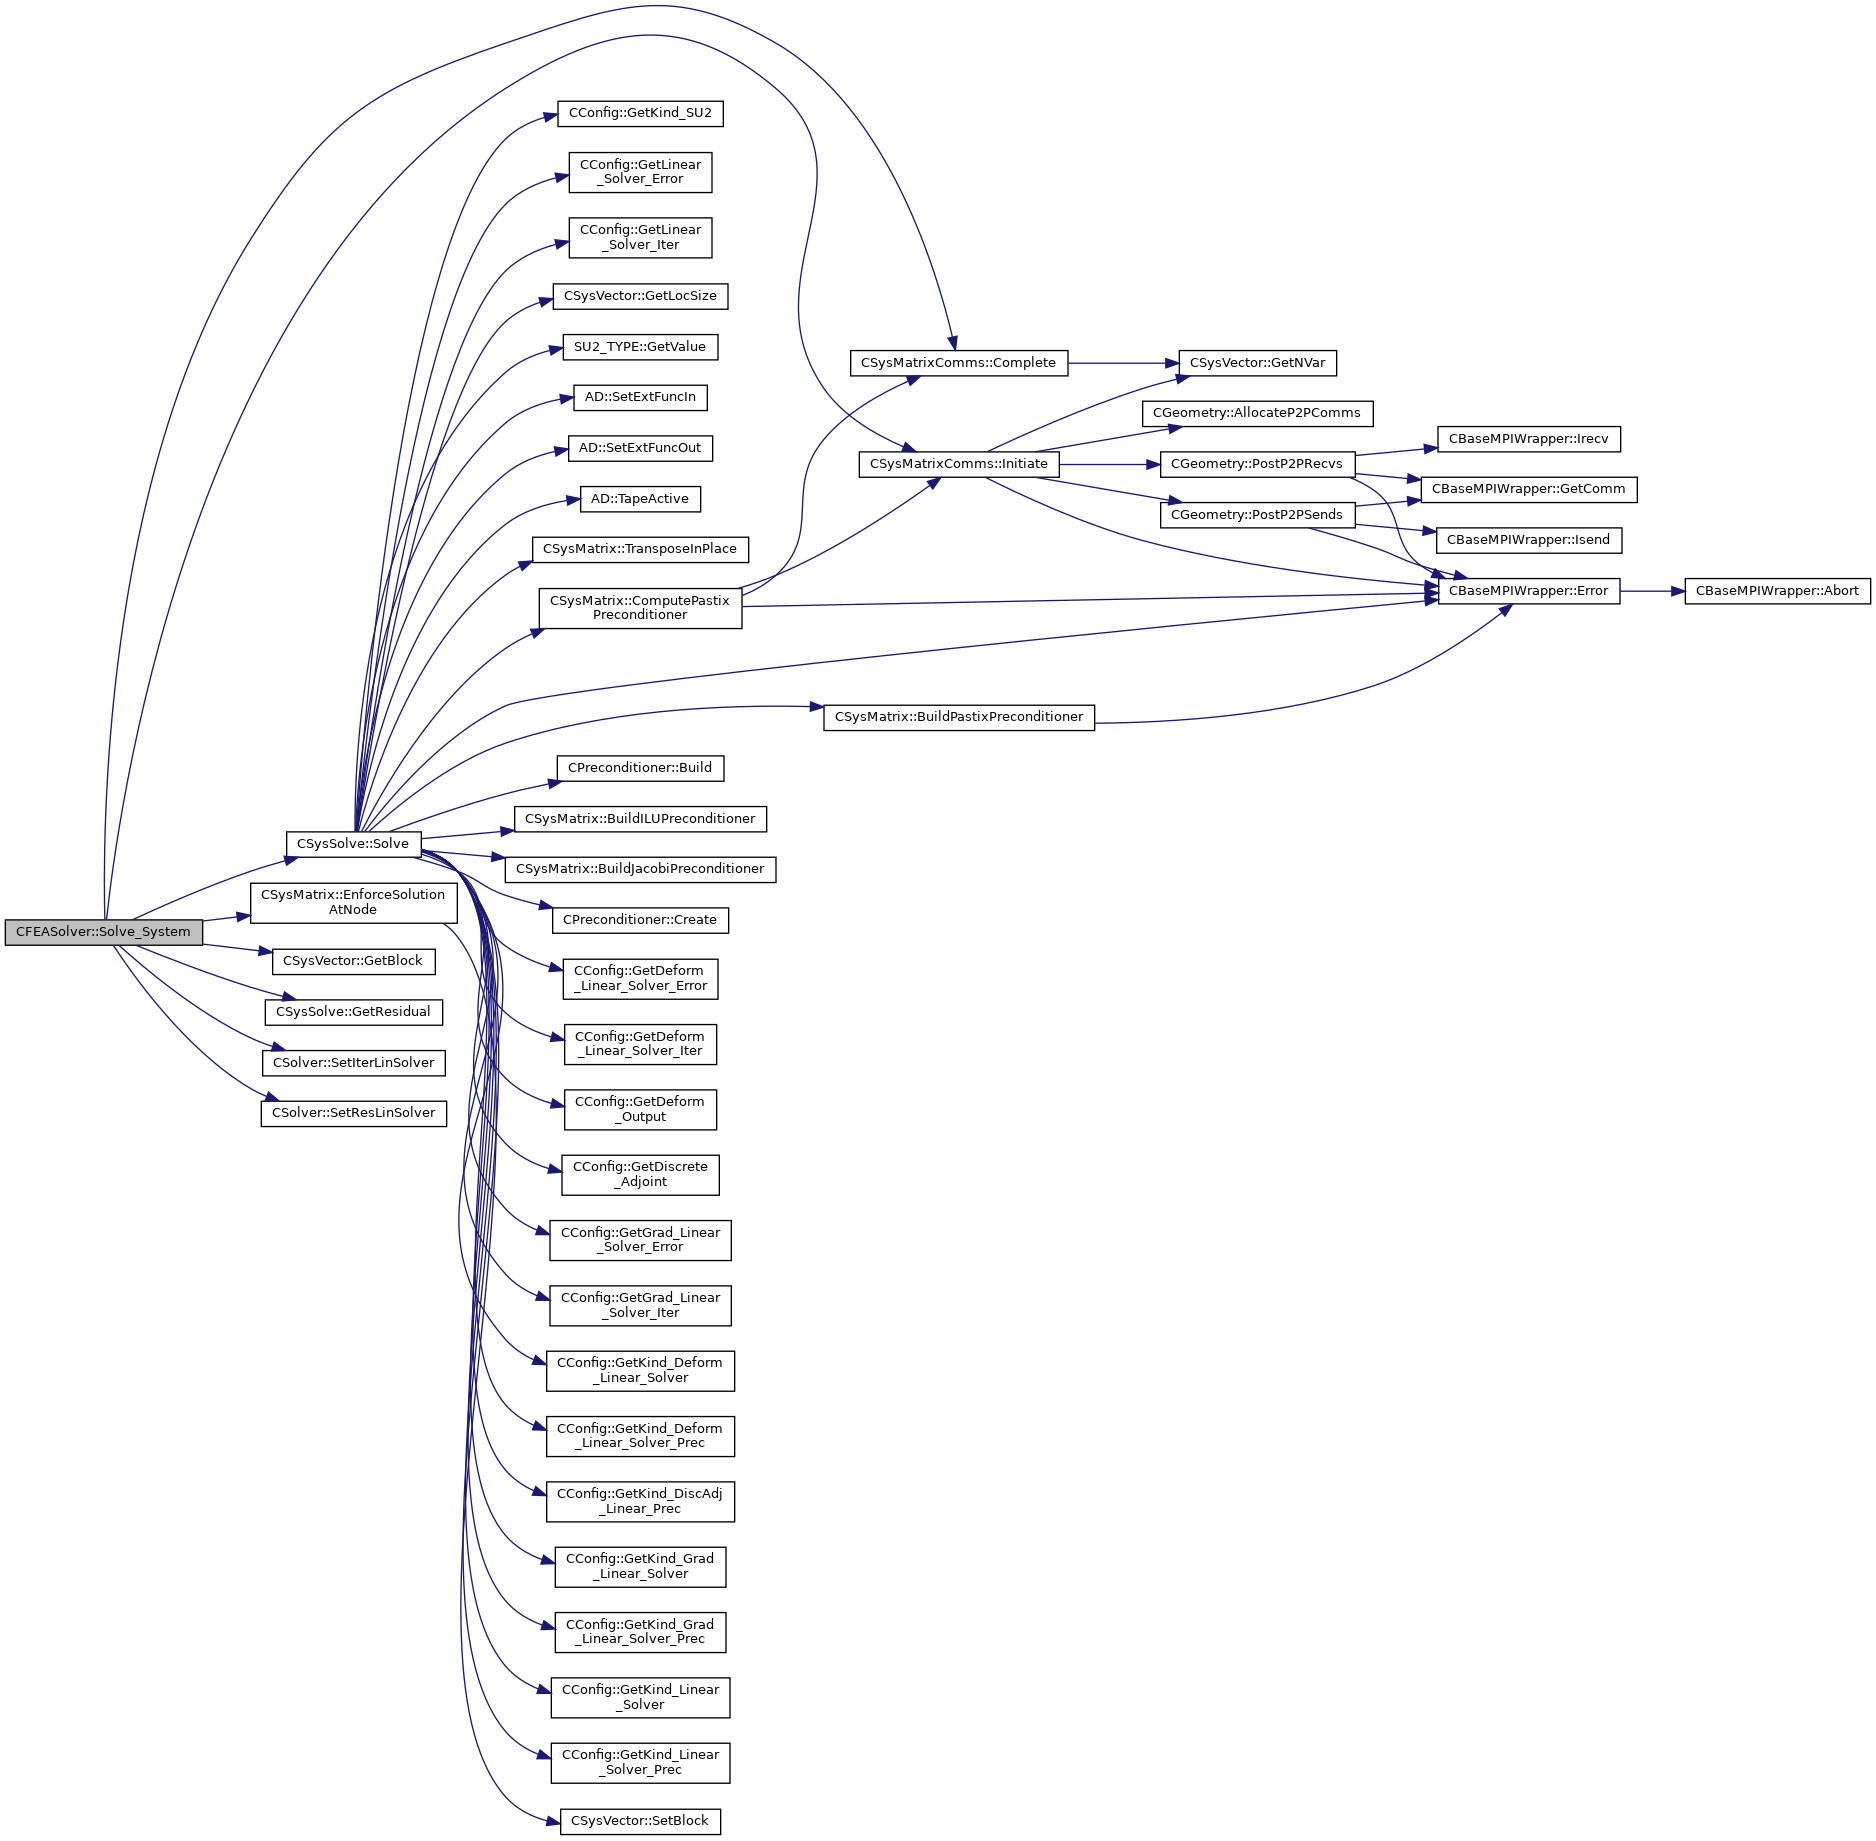 CConfig::GetKind_SU2
CConfig::GetLinear
_Solver_Error
CConfig::GetLinear
_Solver_Iter
CSysVector::GetLocSize
SU2_TYPE::GetValue
AD::SetExtFuncIn
AD::SetExtFuncOut
AD::TapeActive
CSysMatrix::TransposeInPlace
CSysMatrix::ComputePastix
Preconditioner
CSysMatrixComms::Complete
CSysVector::GetNVar
CGeometry::AllocateP2PComms
CSysMatrixComms::Initiate
CGeometry::PostP2PRecvs
CGeometry::PostP2PSends
CBaseMPIWrapper::Irecv
CBaseMPIWrapper::GetComm
CBaseMPIWrapper::Isend
CBaseMPIWrapper::Error
CBaseMPIWrapper::Abort
CSysMatrix::BuildPastixPreconditioner
CPreconditioner::Build
CSysMatrix::BuildILUPreconditioner
CSysSolve::Solve
CSysMatrix::BuildJacobiPreconditioner
CSysMatrix::EnforceSolution
AtNode
CPreconditioner::Create
CFEASolver::Solve_System
CSysVector::GetBlock
CSysSolve::GetResidual
CSolver::SetIterLinSolver
CSolver::SetResLinSolver
CConfig::GetDeform
_Linear_Solver_Error
CConfig::GetDeform
_Linear_Solver_Iter
CConfig::GetDeform
_Output
CConfig::GetDiscrete
_Adjoint
CConfig::GetGrad_Linear
_Solver_Error
CConfig::GetGrad_Linear
_Solver_Iter
CConfig::GetKind_Deform
_Linear_Solver
CConfig::GetKind_Deform
_Linear_Solver_Prec
CConfig::GetKind_DiscAdj
_Linear_Prec
CConfig::GetKind_Grad
_Linear_Solver
CConfig::GetKind_Grad
_Linear_Solver_Prec
CConfig::GetKind_Linear
_Solver
CConfig::GetKind_Linear
_Solver_Prec
CSysVector::SetBlock